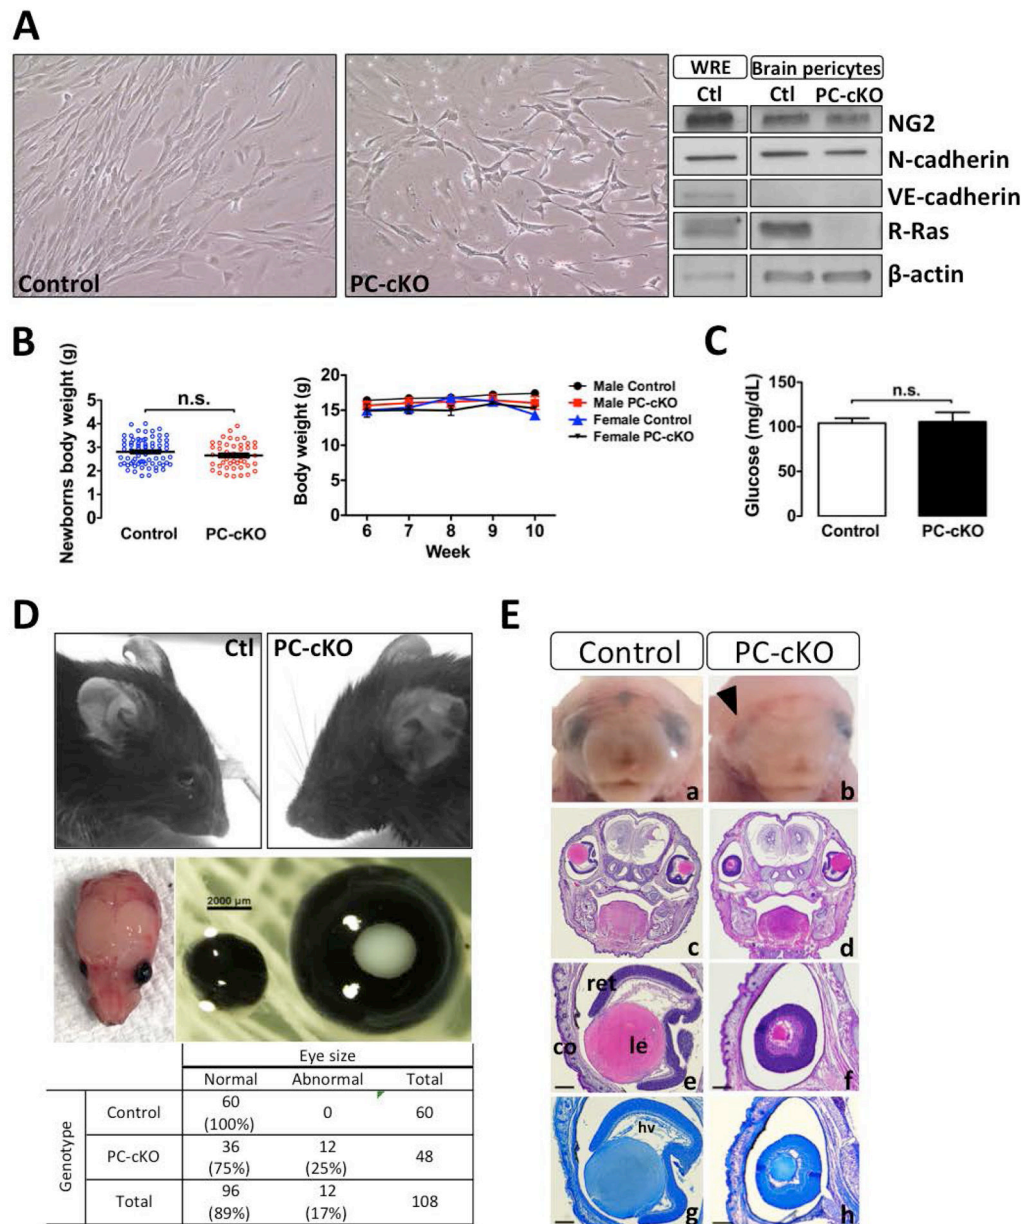 A
Control
PC-cKO
WRE
Brain pericytes
Ctl
Ctl
PC-cKO
NG2
N-cadherin
VE-cadherin
R-Ras
β-actin
B
Newborns body weight (g)
5
4
3
2
1
0
n.s.
Control
PC-cKO
Body weight (g)
20
15
10
5
0
6
7
8
9
10
Week
Male Control
Male PC-cKO
Female Control
Female PC-cKO
C
Glucose (mg/dL)
150
100
50
0
n.s.
Control
PC-cKO
D
Ctl
PC-cKO
2000 μm
Eye size
Normal Abnormal Total
Genotype
Control 60 (100%) 0 60
PC-cKO 36 (75%) 12 (25%) 48
Total 96 (89%) 12 (17%) 108
E
Control
PC-cKO
a
b
c
d
ret
co
le
e
f
hv
g
h